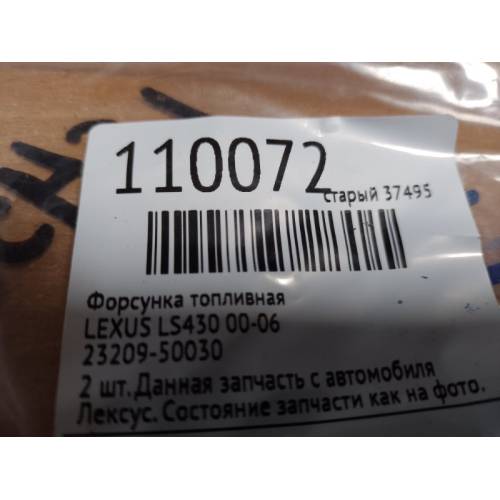 110072
старый 37495
Форсунка топливная
LEXUS LS430 00-06
23209-50030
2 шт. Данная запчасть с автомобиля
Лексус. Состояние запчасти как на фото.